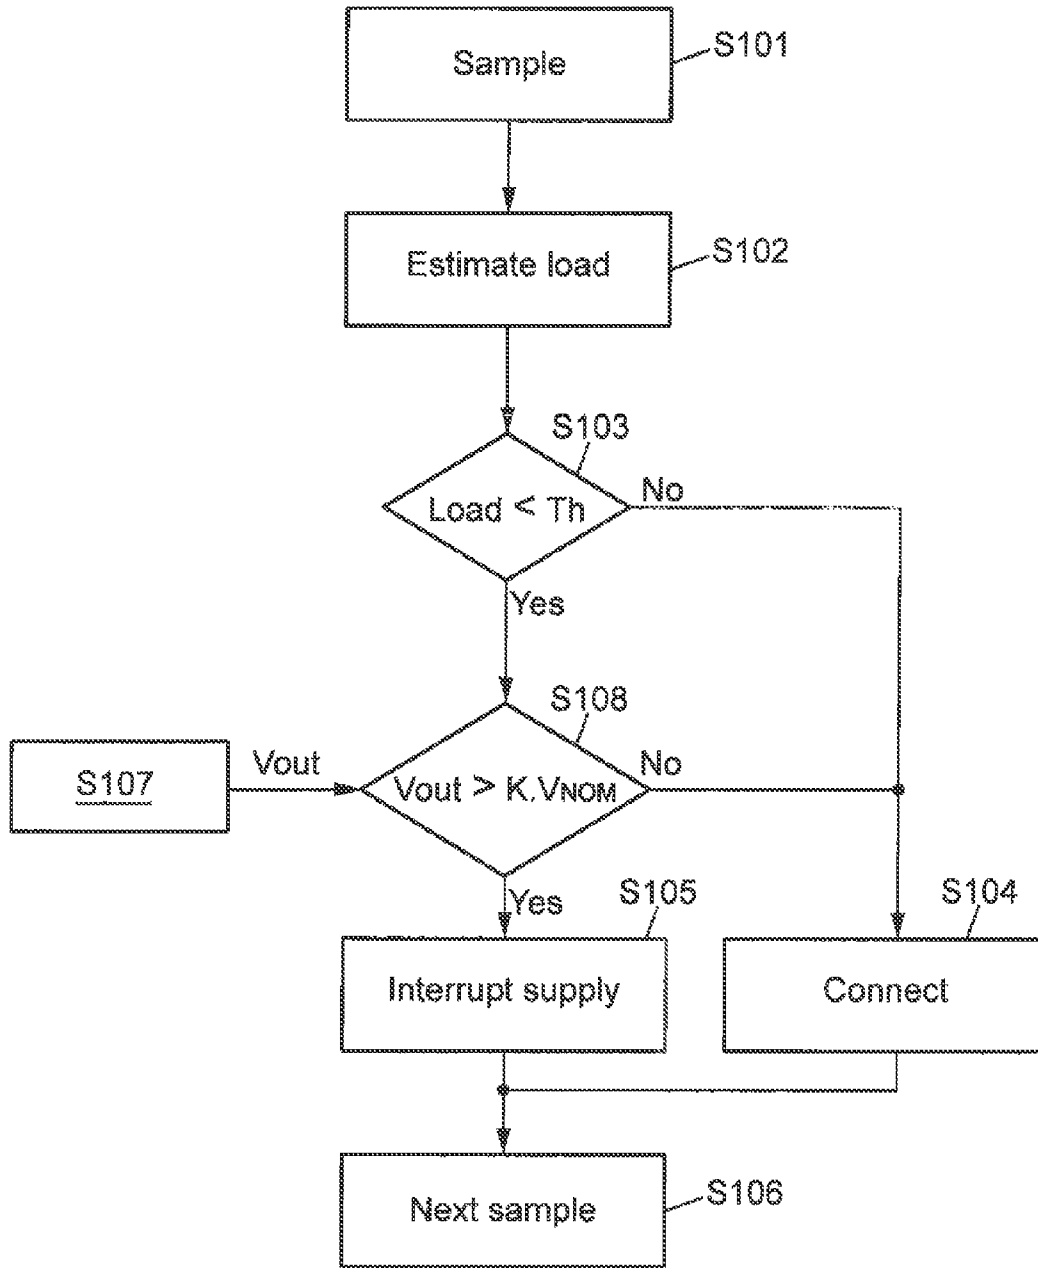 Sample
S101
Estimate load
S102
S103
Load < Th
No
Yes
S108
S107
Vout
Vout > K.VNOM
No
Yes
S105
S104
Interrupt supply
Connect
Next sample
S106